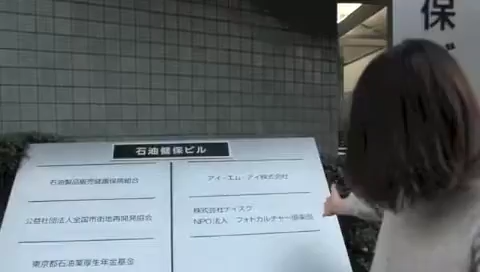 保
石油健保ビル
石油製品販売健康保険組合
公益社団法人全国市街地再開発協会
東京都石油業厚生年金基金
アイ・エム・アイ株式会社
株式会社ナイスク
NPO法人 フォトカルチャー倶楽部